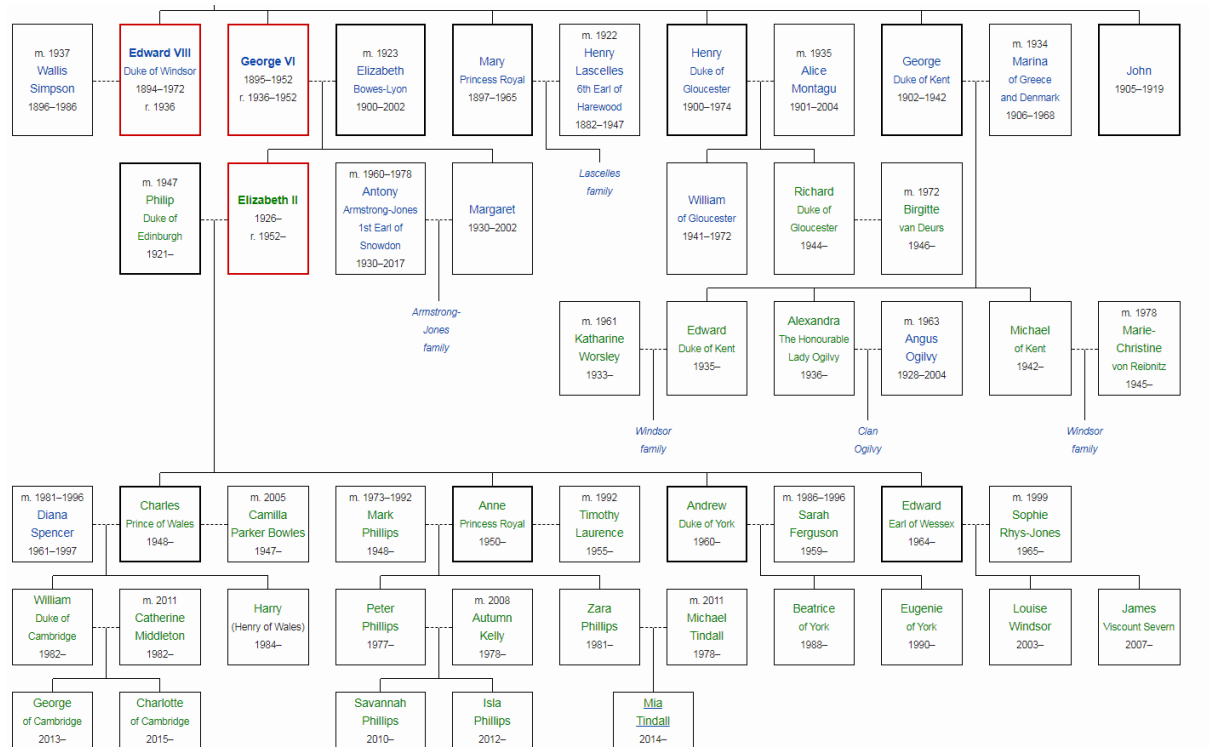 m. 1937
Wallis
Simpson
1896–1986
Edward VIII
Duke of Windsor
1894–1972
r. 1936
George VI
1895–1952
r. 1936–1952
m. 1923
Elizabeth
Bowes-Lyon
1900–2002
Mary
Princess Royal
1897–1965
m. 1922
Henry
Lascelles
6th Earl of
Harewood
1882–1947
Henry
Duke of
Gloucester
1900–1974
m. 1935
Alice
Montagu
1901–2004
George
Duke of Kent
1902–1942
m. 1934
Marina
of Greece
and Denmark
1906–1968
John
1905–1919
m. 1947
Philip
Duke of
Edinburgh
1921–
Elizabeth II
1926–
r. 1952–
m. 1960–1978
Antony
Armstrong-Jones
1st Earl of
Snowdon
1930–2017
Margaret
1930–2002
Lascelles
family
William
of Gloucester
1941–1972
Richard
Duke of
Gloucester
1944–
m. 1972
Birgitte
van Deurs
1946–
Armstrong-
Jones
family
m. 1961
Katharine
Worsley
1933–
Edward
Duke of Kent
1935–
Alexandra
The Honourable
Lady Ogilvy
1936–
m. 1963
Angus
Ogilvy
1928–2004
Michael
of Kent
1942–
m. 1978
Marie-
Christine
von Reibnitz
1945–
Windsor
family
Clan
Ogilvy
Windsor
family
m. 1981–1996
Diana
Spencer
1961–1997
Charles
Prince of Wales
1948–
m. 2005
Camilla
Parker Bowles
1947–
m. 1973–1992
Mark
Phillips
1948–
Anne
Princess Royal
1950–
m. 1992
Timothy
Laurence
1955–
Andrew
Duke of York
1960–
m. 1986–1996
Sarah
Ferguson
1959–
Edward
Earl of Wessex
1964–
m. 1999
Sophie
Rhys-Jones
1965–
William
Duke of
Cambridge
1982–
m. 2011
Catherine
Middleton
1982–
Harry
(Henry of Wales)
1984–
Peter
Phillips
1977–
m. 2008
Autumn
Kelly
1978–
Zara
Phillips
1981–
m. 2011
Michael
Tindall
1978–
Beatrice
of York
1988–
Eugenie
of York
1990–
Louise
Windsor
2003–
James
Viscount Severn
2007–
George
of Cambridge
2013–
Charlotte
of Cambridge
2015–
Savannah
Phillips
2010–
Isla
Phillips
2012–
Mia
Tindall
2014–